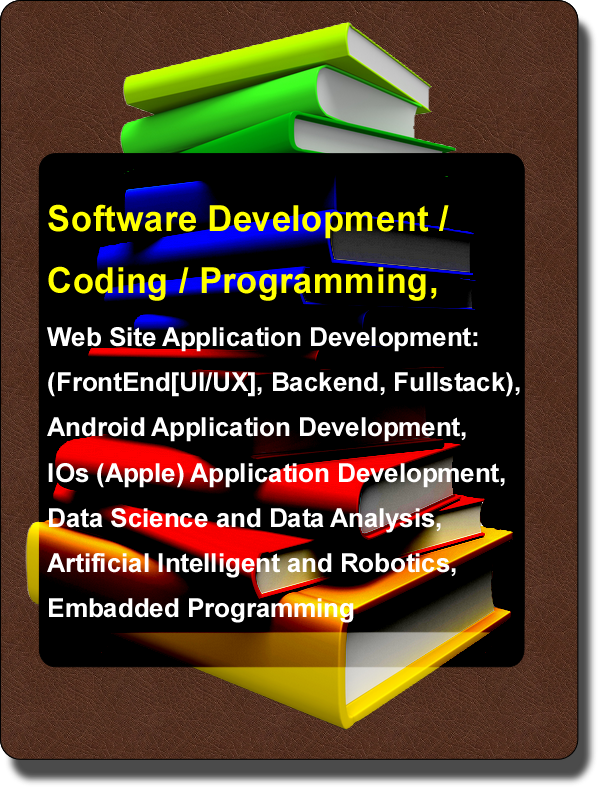 Software Development /
Coding / Programming,
Web Site Application Development:
(FrontEnd[UI/UX], Backend, Fullstack),
Android Application Development,
IOs (Apple) Application Development,
Data Science and Data Analysis,
Artificial Intelligent and Robotics,
Embadded Programming